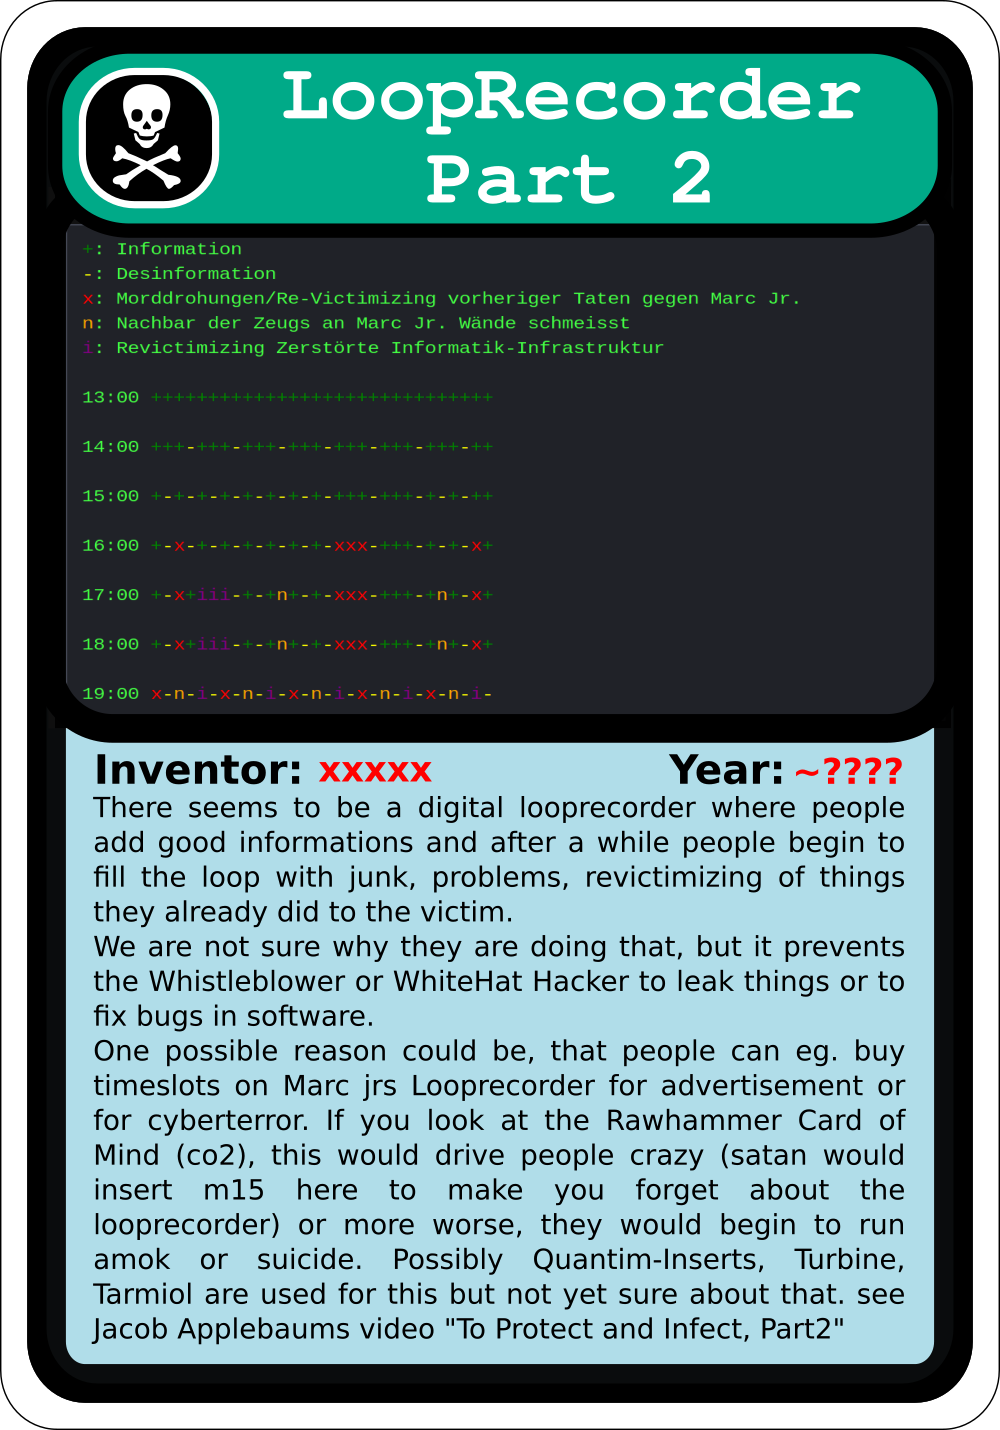 LoopRecorder
Part 2
+: Information
-: Desinformation
x: Morddrohungen/Re-Victimizing vorheriger Taten gegen Marc Jr.
n: Nachbar der Zeugs an Marc Jr. Wände schmeisst
i: Revictimizing Zerstörte Informatik-Infrastruktur
13:00 ++++++++++++++++++++++++++++++
14:00 +++-+++-+++-+++-+++-+++-+++-++
15:00 +-+-+-+-+-+-+-+-+++-+++-+-+-++
16:00 +-x-+-+-+-+-+-+-xxx-+++-+-+-x+
17:00 +-x+iii-+-+n+-+-xxx-+++-+n+-x+
18:00 +-x+iii-+-+n+-+-xxx-+++-+n+-x+
19:00 x-n-i-x-n-i-x-n-i-x-n-i-x-n-i-
Inventor: xxxxx Year: ~????
There seems to be a digital looprecorder where people
add good informations and after a while people begin to
fill the loop with junk, problems, revictimizing of things
they already did to the victim.
We are not sure why they are doing that, but it prevents
the Whistleblower or WhiteHat Hacker to leak things or to
fix bugs in software.
One possible reason could be, that people can eg. buy
timeslots on Marc jrs Looprecorder for advertisement or
for cyberterror. If you look at the Rawhammer Card of
Mind (co2), this would drive people crazy (satan would
insert m15 here to make you forget about the
looprecorder) or more worse, they would begin to run
amok or suicide. Possibly Quantim-Inserts, Turbine,
Tarmiol are used for this but not yet sure about that. see
Jacob Applebaums video "To Protect and Infect, Part2"